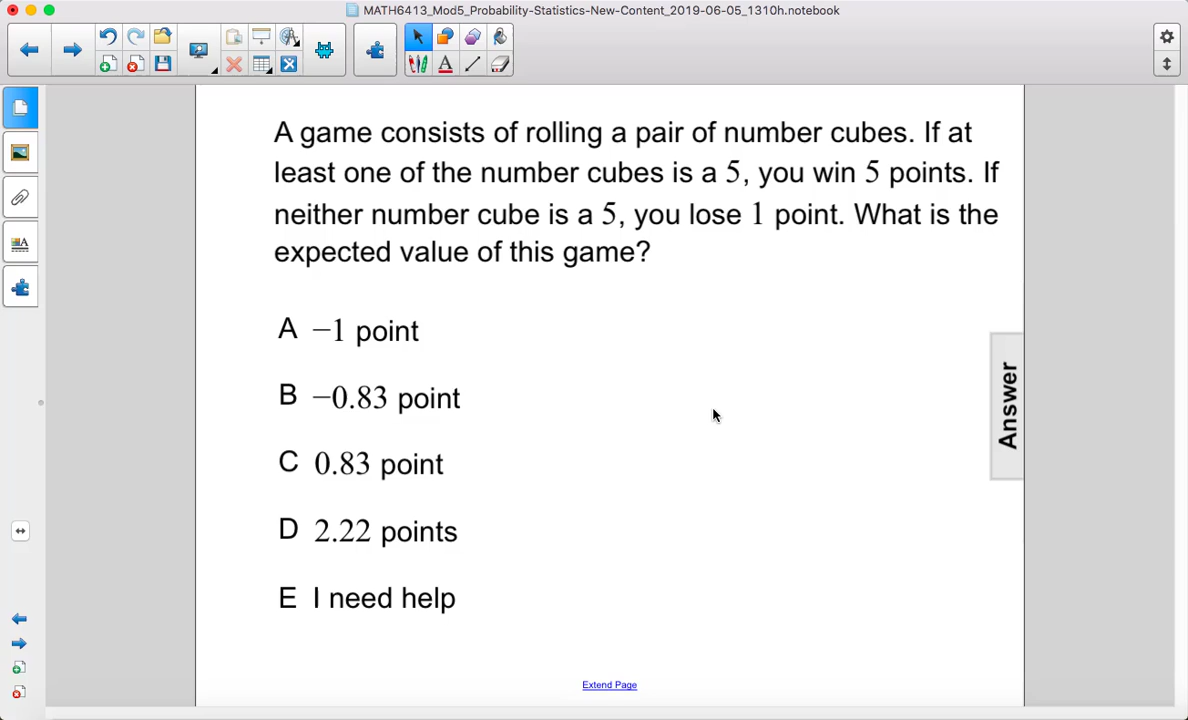 MATH6413_Mod5_Probability-Statistics-New-Content_2019-06-05_1310h.notebook
A game consists of rolling a pair of number cubes. If at
least one of the number cubes is a 5, you win 5 points. If
neither number cube is a 5, you lose 1 point. What is the
expected value of this game?
A −1 point
B −0.83 point
C 0.83 point
D 2.22 points
E I need help
Answer
Extend Page